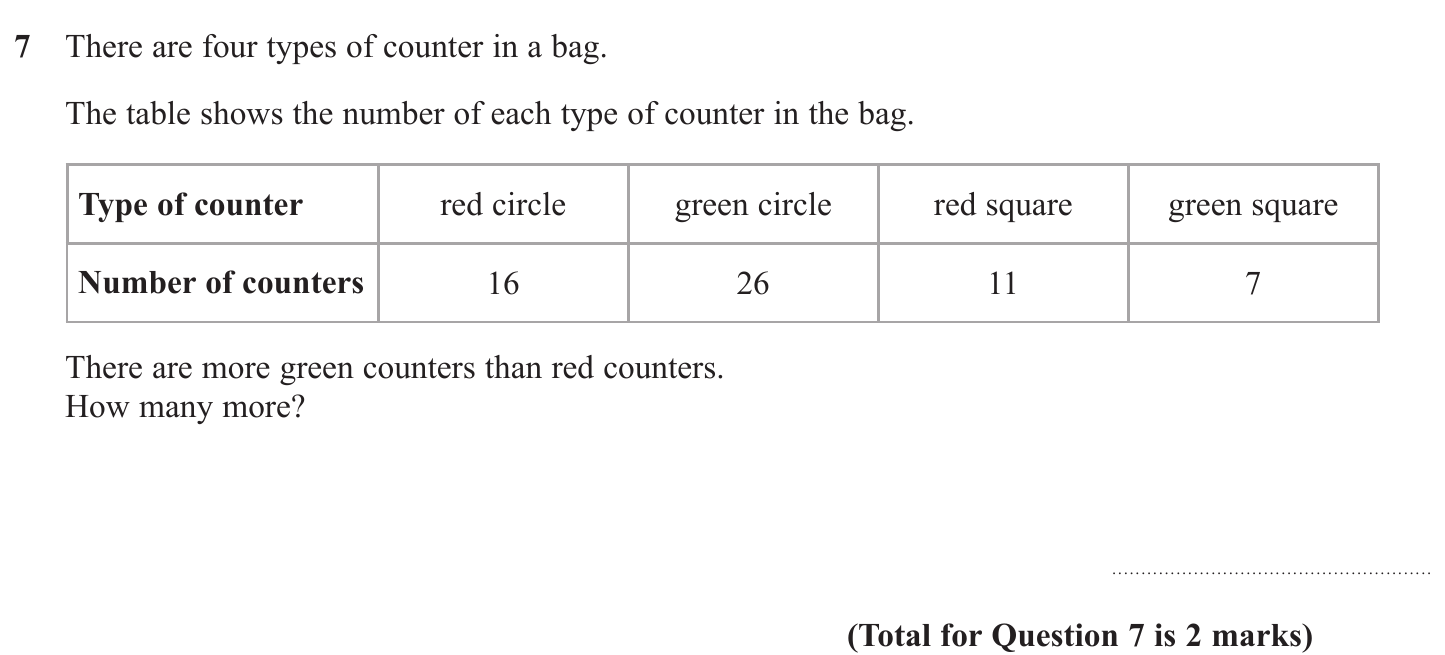 7 There are four types of counter in a bag.
The table shows the number of each type of counter in the bag.
Type of counter red circle green circle red square green square
Number of counters 16 26 11 7
There are more green counters than red counters.
How many more?
(Total for Question 7 is 2 marks)